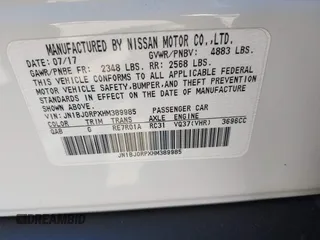 MANUFACTURED BY NISSAN MOTOR CO.,LTD.
DATE: 07/17 GVWR/PNBV: 4883 LBS.
GAWR/PNBE FR: 2348 LBS. RR: 2568 LBS.
THIS VEHICLE CONFORMS TO ALL APPLICABLE FEDERAL
MOTOR VEHICLE SAFETY, BUMPER, AND THEFT PREVENTION
STANDARDS IN EFFECT ON THE DATE OF MANUFACTURE
SHOWN ABOVE.
VIN: JN1BJ0RPXHM389985 PASSENGER CAR
COLOR TRIM TRANS AXLE ENGINE
QAB G RE7R01A RC31 VQ37(VHR) 3696CC
JN1BJ0RPXHM389985
© DREAMBID